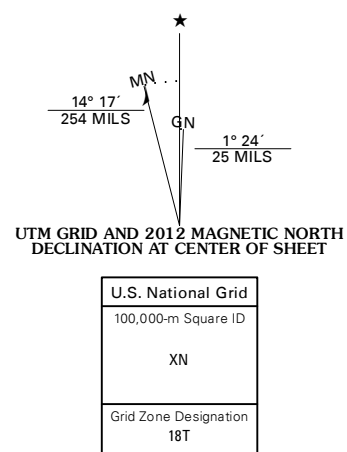 ★
MN
14° 17´
254 MILS
GN
1° 24´
25 MILS
UTM GRID AND 2012 MAGNETIC NORTH
DECLINATION AT CENTER OF SHEET
U.S. National Grid
100,000-m Square ID
XN
Grid Zone Designation
18T